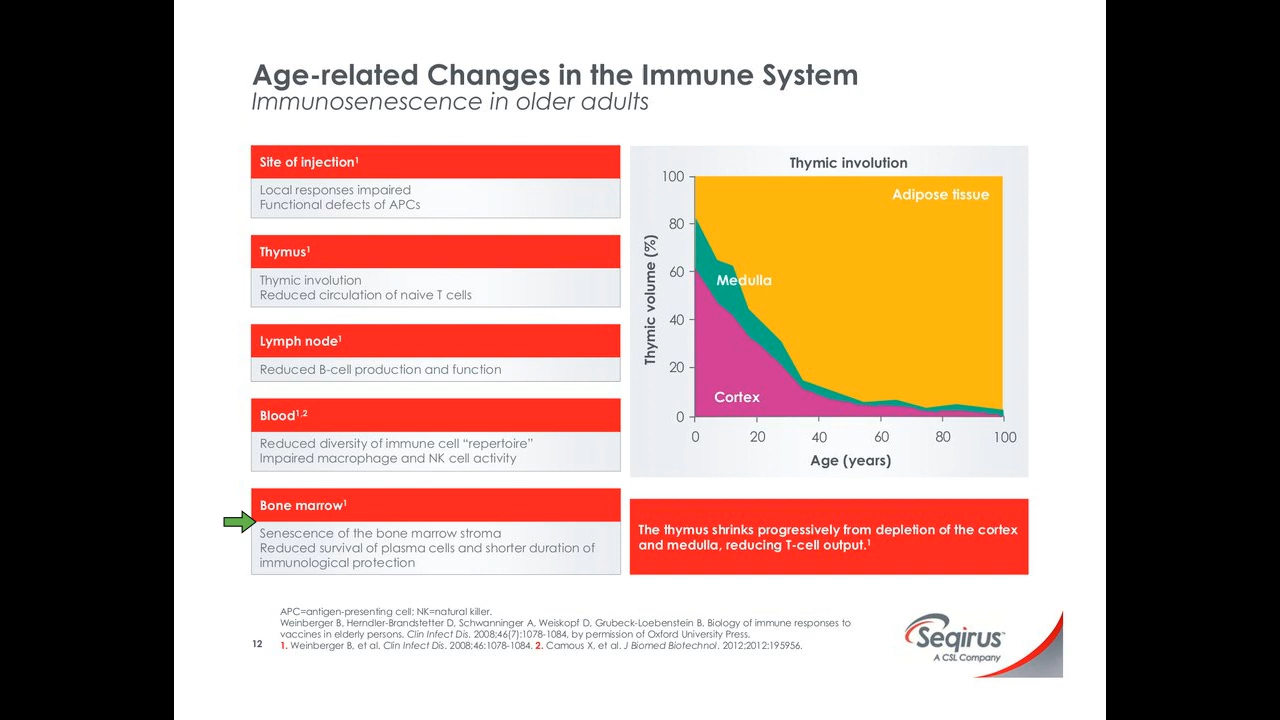 Age-related Changes in the Immune System
Immunosenescence in older adults
Site of injection¹
Local responses impaired
Functional defects of APCs
Thymus¹
Thymic involution
Reduced circulation of naive T cells
Lymph node¹
Reduced B-cell production and function
Blood¹,²
Reduced diversity of immune cell “repertoire”
Impaired macrophage and NK cell activity
Bone marrow¹
Senescence of the bone marrow stroma
Reduced survival of plasma cells and shorter duration of
immunological protection
Thymic involution
Thymic volume (%)
100
80
60
40
20
0
Adipose tissue
Medulla
Cortex
0 20 40 60 80 100
Age (years)
The thymus shrinks progressively from depletion of the cortex
and medulla, reducing T-cell output.¹
APC=antigen-presenting cell; NK=natural killer.
Weinberger B, Herndler-Brandstetter D, Schwanninger A, Weiskopf D, Grubeck-Loebenstein B. Biology of immune responses to
vaccines in elderly persons. Clin Infect Dis. 2008;46(7):1078-1084, by permission of Oxford University Press.
1. Weinberger B, et al. Clin Infect Dis. 2008;46:1078-1084. 2. Camous X, et al. J Biomed Biotechnol. 2012;2012:195956.
12
Seqirus™
A CSL Company